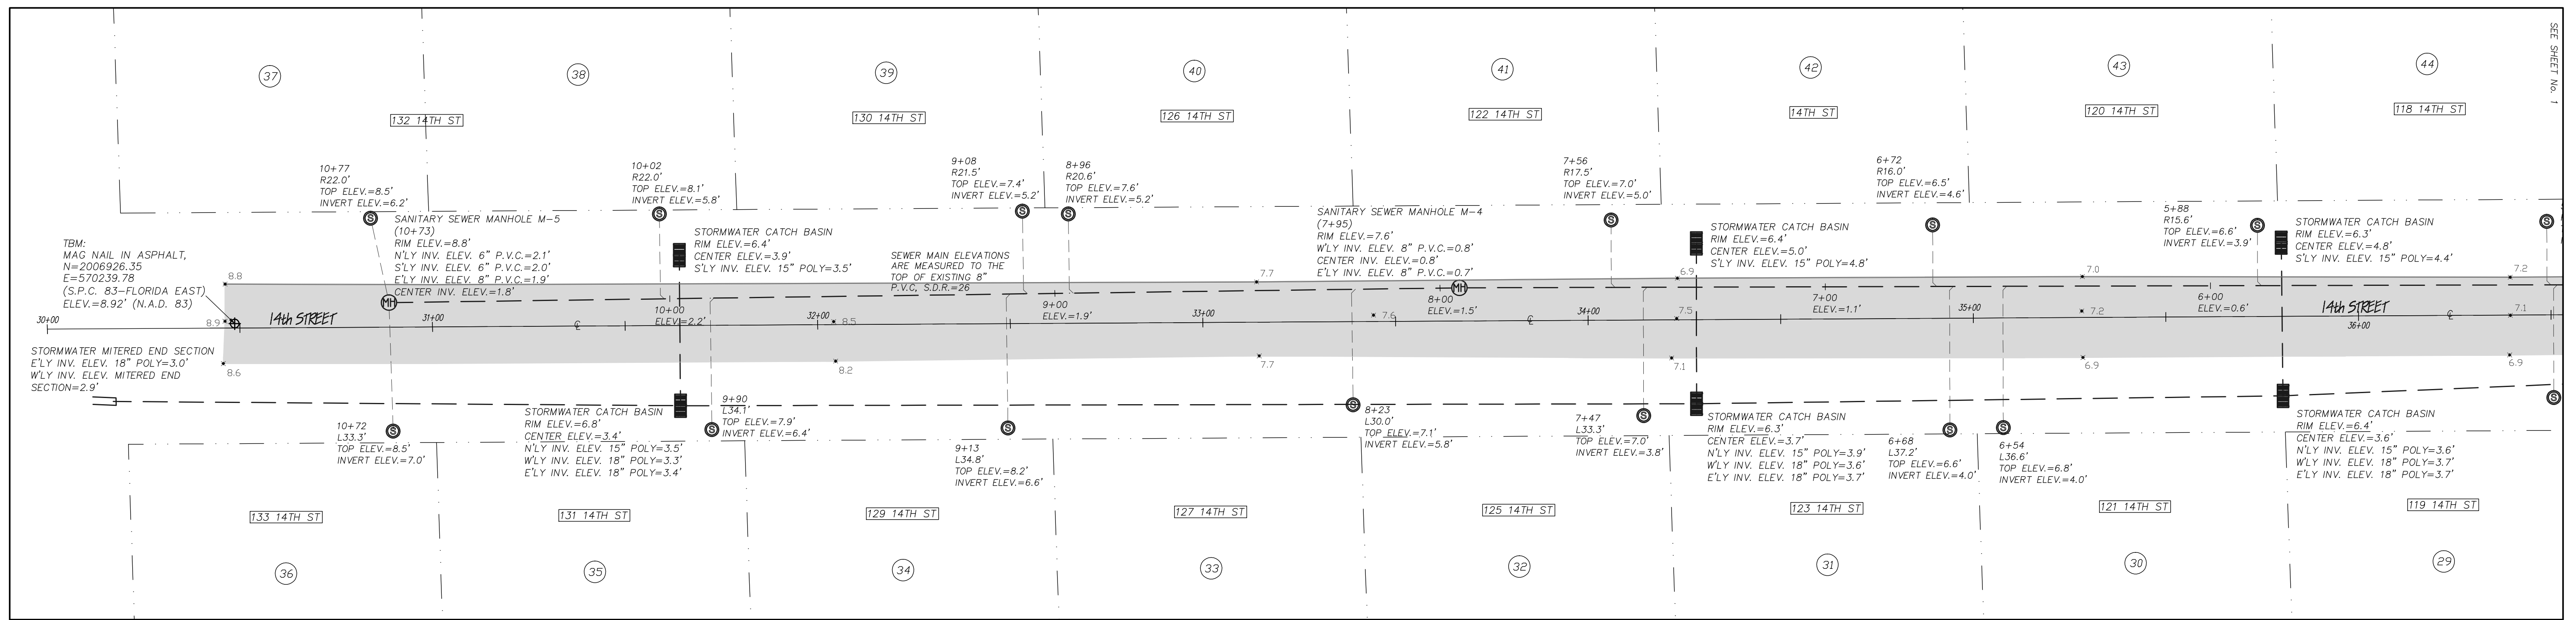 37
38
39
40
41
42
43
44
SEE SHEET No. 1
132 14TH ST
130 14TH ST
126 14TH ST
122 14TH ST
14TH ST
120 14TH ST
118 14TH ST
10+77
R22.0'
TOP ELEV.=8.5'
INVERT ELEV.=6.2'
10+02
R22.0'
TOP ELEV.=8.1'
INVERT ELEV.=5.8'
9+08
R21.5'
TOP ELEV.=7.4'
INVERT ELEV.=5.2'
8+96
R20.6'
TOP ELEV.=7.6'
INVERT ELEV.=5.2'
7+56
R17.5'
TOP ELEV.=7.0'
INVERT ELEV.=5.0'
6+72
R16.0'
TOP ELEV.=6.5'
INVERT ELEV.=4.6'
5+88
R15.6'
TOP ELEV.=6.6'
INVERT ELEV.=3.9'
S
S
S
S
S
S
S
S
TBM:
MAG NAIL IN ASPHALT,
N=2006926.35
E=570239.78
(S.P.C. 83-FLORIDA EAST)
ELEV.=8.92' (N.A.D. 83)
SANITARY SEWER MANHOLE M-5
(10+73)
RIM ELEV.=8.8'
N'LY INV. ELEV. 6" P.V.C.=2.1'
S'LY INV. ELEV. 6" P.V.C.=2.0'
E'LY INV. ELEV. 8" P.V.C.=1.9'
CENTER INV. ELEV.=1.8'
STORMWATER CATCH BASIN
RIM ELEV.=6.4'
CENTER ELEV.=3.9'
S'LY INV. ELEV. 15" POLY=3.5'
SEWER MAIN ELEVATIONS
ARE MEASURED TO THE
TOP OF EXISTING 8"
P.V.C, S.D.R.=26
SANITARY SEWER MANHOLE M-4
(7+95)
RIM ELEV.=7.6'
W'LY INV. ELEV. 8" P.V.C.=0.8'
CENTER INV. ELEV.=0.8'
E'LY INV. ELEV. 8" P.V.C.=0.7'
STORMWATER CATCH BASIN
RIM ELEV.=6.4'
CENTER ELEV.=5.0'
S'LY INV. ELEV. 15" POLY=4.8'
STORMWATER CATCH BASIN
RIM ELEV.=6.3'
CENTER ELEV.=4.8'
S'LY INV. ELEV. 15" POLY=4.4'
8.8
7.7
6.9
7.0
7.2
MH
MH
10+00
ELEV.=2.2'
9+00
ELEV.=1.9'
8+00
ELEV.=1.5'
7+00
ELEV.=1.1'
6+00
ELEV.=0.6'
30+00
8.9
14th STREET
31+00
32+00
8.5
33+00
7.6
34+00
7.5
35+00
7.2
14th STREET
36+00
7.1
8.6
8.2
7.7
7.1
6.9
6.9
STORMWATER MITERED END SECTION
E'LY INV. ELEV. 18" POLY=3.0'
W'LY INV. ELEV. MITERED END
SECTION=2.9'
S
S
S
S
S
S
S
S
10+72
L33.3'
TOP ELEV.=8.5'
INVERT ELEV.=7.0'
STORMWATER CATCH BASIN
RIM ELEV.=6.8'
CENTER ELEV.=3.4'
N'LY INV. ELEV. 15" POLY=3.5'
W'LY INV. ELEV. 18" POLY=3.3'
E'LY INV. ELEV. 18" POLY=3.4'
9+90
L34.1'
TOP ELEV.=7.9'
INVERT ELEV.=6.4'
9+13
L34.8'
TOP ELEV.=8.2'
INVERT ELEV.=6.6'
8+23
L30.0'
TOP ELEV.=7.1'
INVERT ELEV.=5.8'
7+47
L33.3'
TOP ELEV.=7.0'
INVERT ELEV.=3.8'
STORMWATER CATCH BASIN
RIM ELEV.=6.3'
CENTER ELEV.=3.7'
N'LY INV. ELEV. 15" POLY=3.9'
W'LY INV. ELEV. 18" POLY=3.6'
E'LY INV. ELEV. 18" POLY=3.7'
6+68
L37.2'
TOP ELEV.=6.6'
INVERT ELEV.=4.0'
6+54
L36.6'
TOP ELEV.=6.8'
INVERT ELEV.=4.0'
STORMWATER CATCH BASIN
RIM ELEV.=6.4'
CENTER ELEV.=3.6'
N'LY INV. ELEV. 15" POLY=3.6'
W'LY INV. ELEV. 18" POLY=3.7'
E'LY INV. ELEV. 18" POLY=3.7'
133 14TH ST
131 14TH ST
129 14TH ST
127 14TH ST
125 14TH ST
123 14TH ST
121 14TH ST
119 14TH ST
36
35
34
33
32
31
30
29